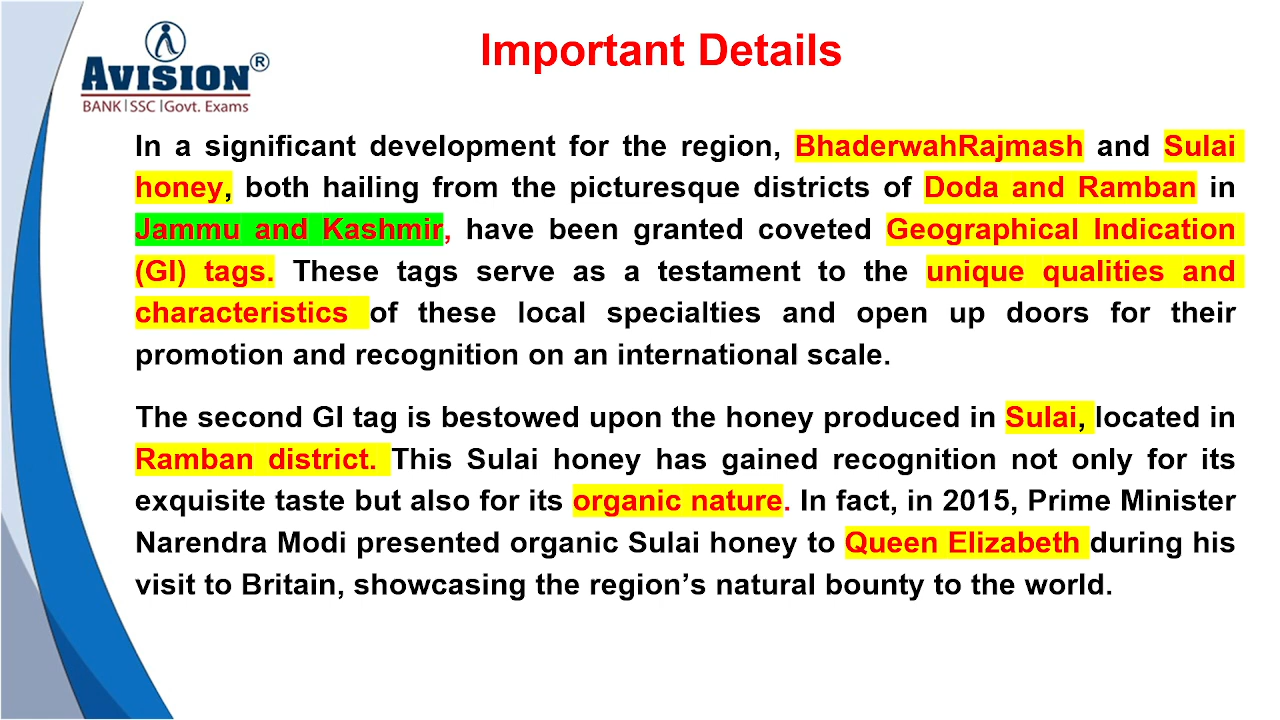 Important Details
AVISION®
BANK|SSC|Govt. Exams
In a significant development for the region, BhaderwahRajmash and Sulai
honey, both hailing from the picturesque districts of Doda and Ramban in
Jammu and Kashmir, have been granted coveted Geographical Indication
(GI) tags. These tags serve as a testament to the unique qualities and
characteristics of these local specialties and open up doors for their
promotion and recognition on an international scale.
The second GI tag is bestowed upon the honey produced in Sulai, located in
Ramban district. This Sulai honey has gained recognition not only for its
exquisite taste but also for its organic nature. In fact, in 2015, Prime Minister
Narendra Modi presented organic Sulai honey to Queen Elizabeth during his
visit to Britain, showcasing the region’s natural bounty to the world.